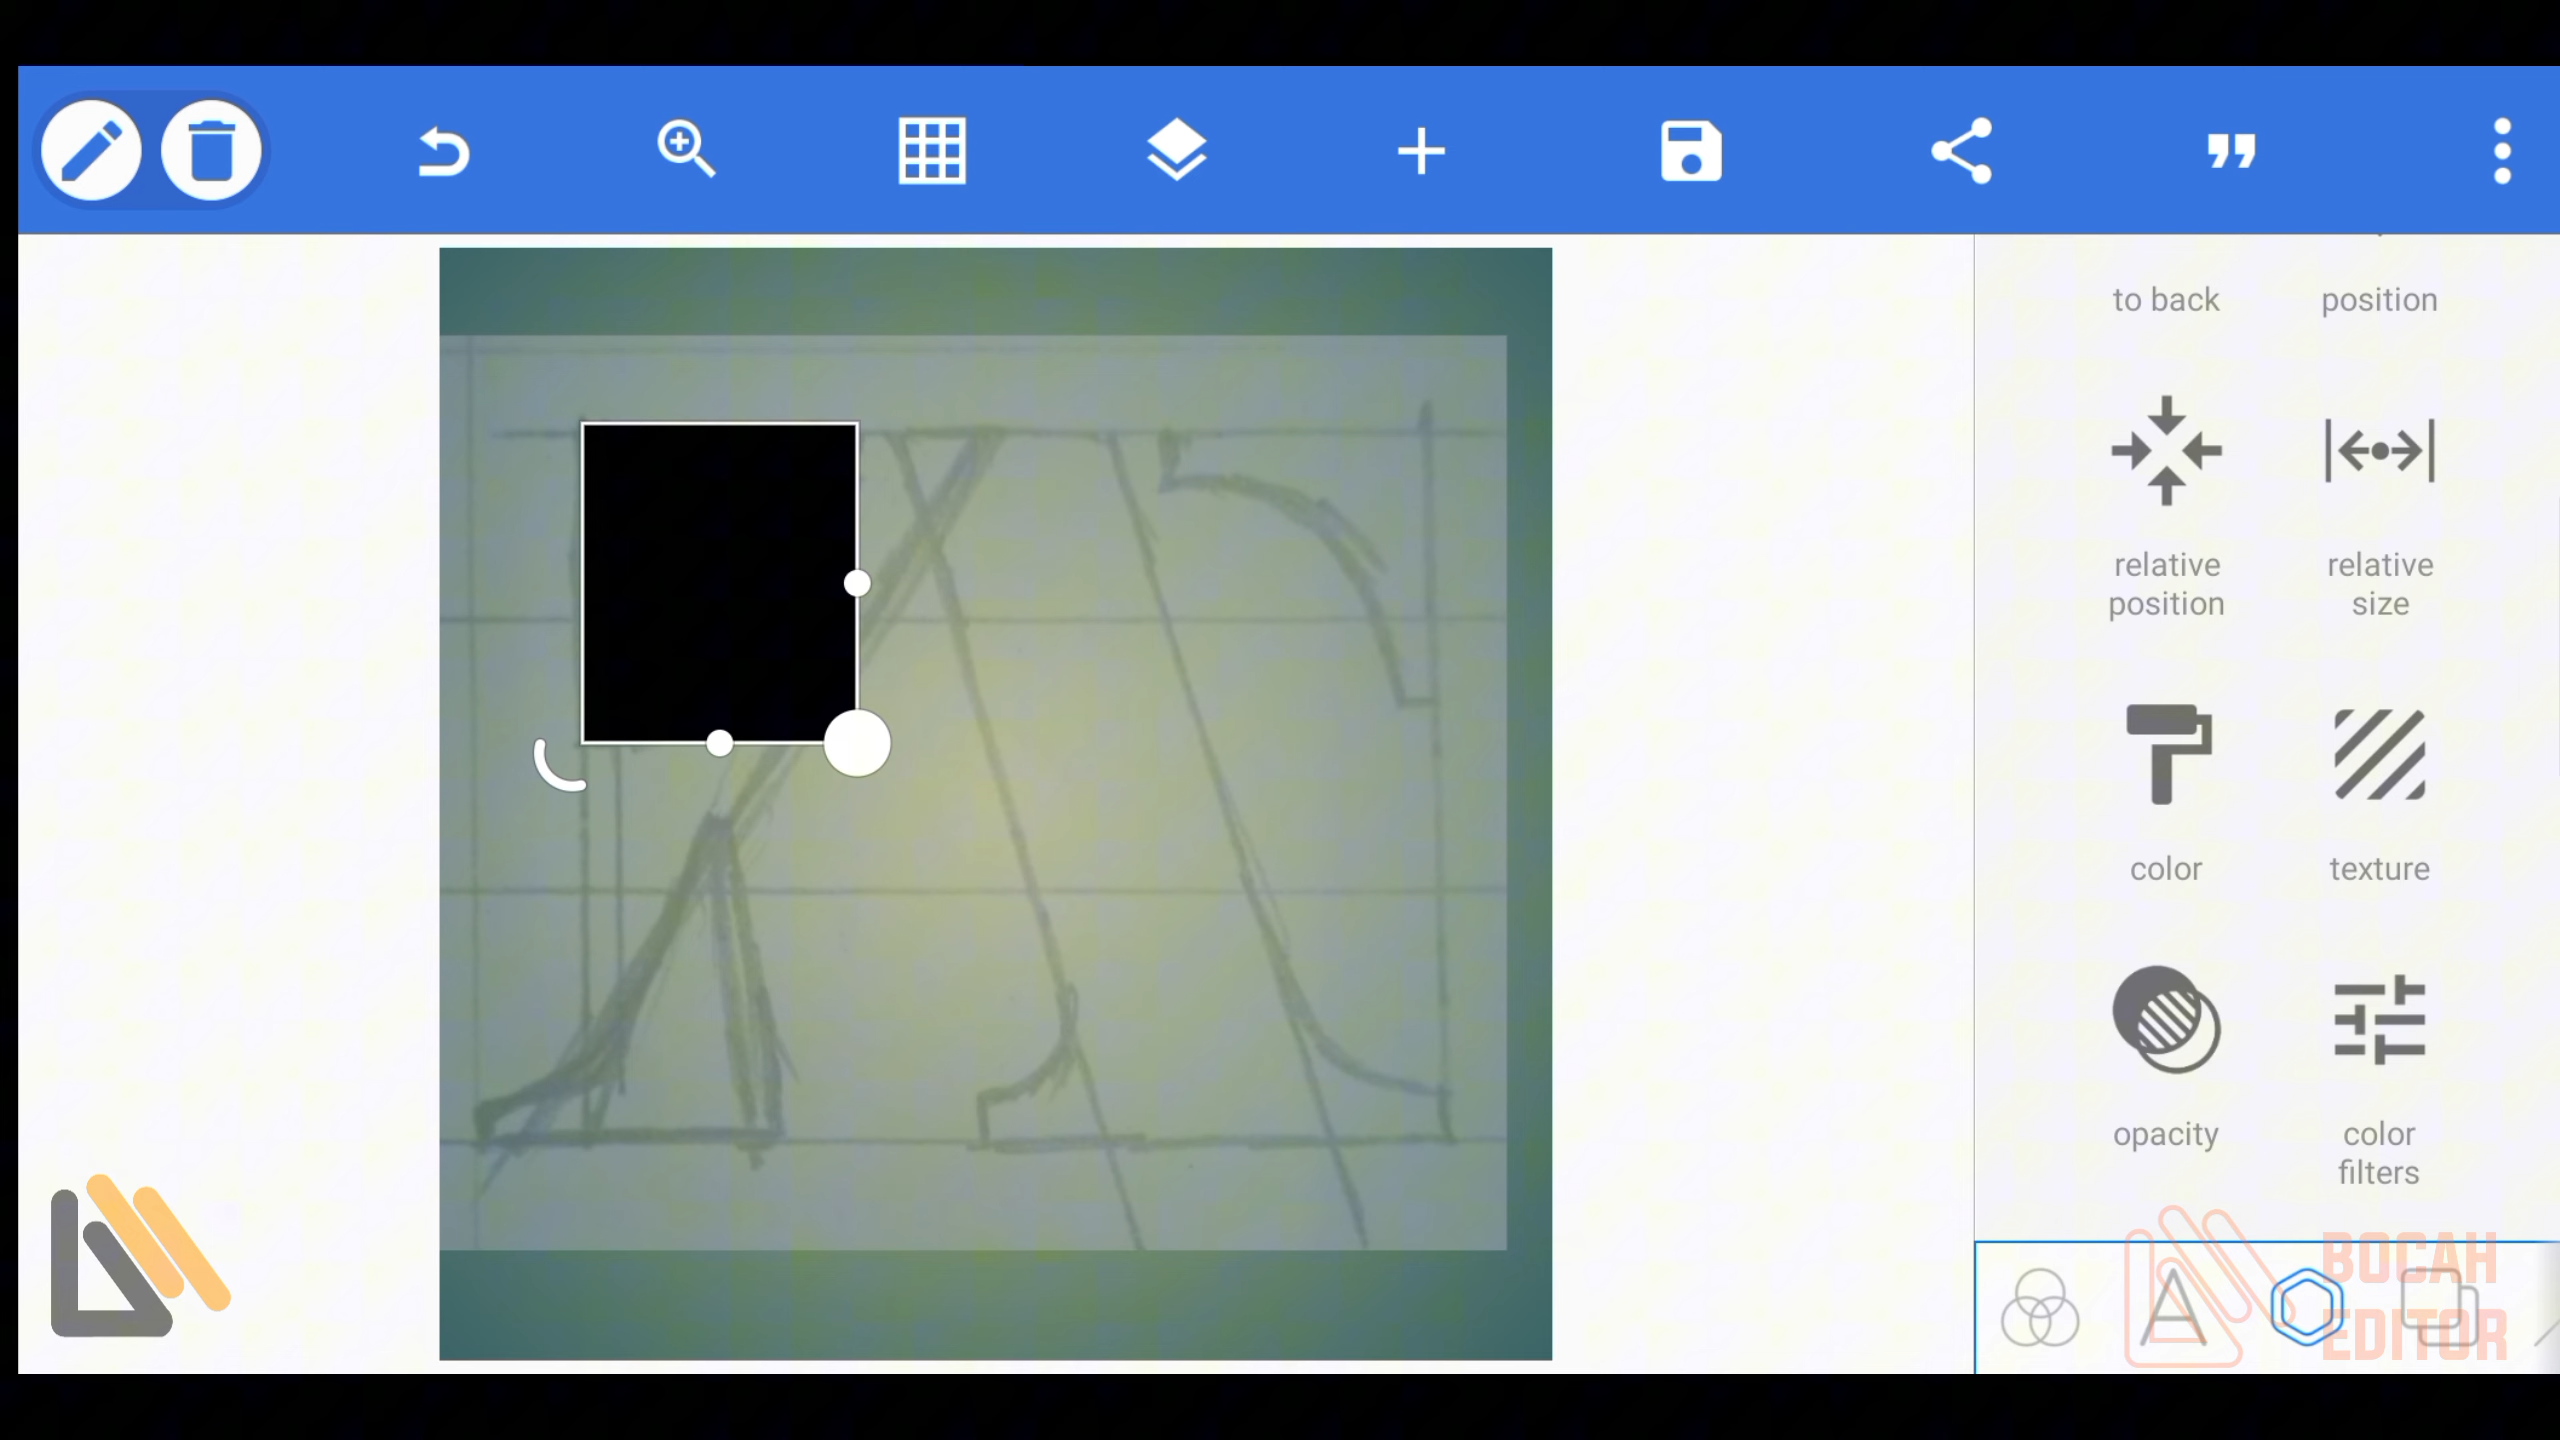 to back
position
relative
position
relative
size
color
texture
opacity
color
filters
BOCAH
EDITOR